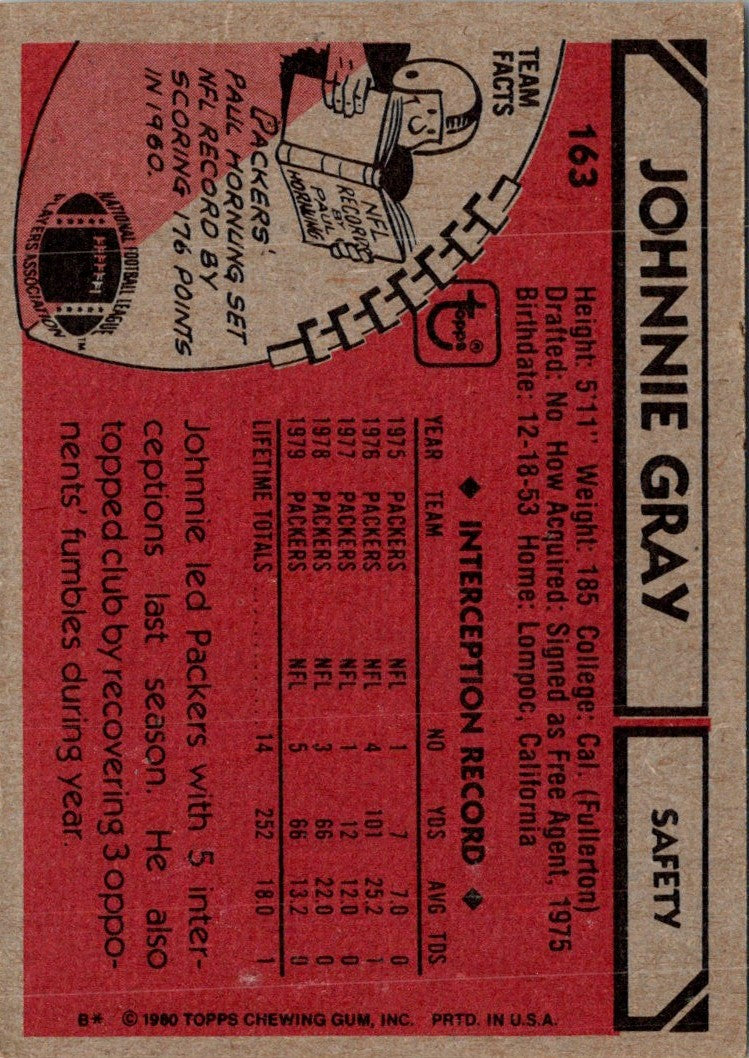 JOHNNIE GRAY
SAFETY
163
Height: 5'11" Weight: 185 College: Cal. (Fullerton)
Drafted: No How Acquired: Signed as Free Agent, 1975
Birthdate: 12-18-53 Home: Lompoc, California
TEAM
FACTS
NFL
RECORDS
BY
PAUL
HORNUNG
PACKERS'
PAUL HORNUNG SET
NFL RECORD BY
SCORING 176 POINTS
IN 1960.
topps®
NATIONAL FOOTBALL LEAGUE
PLAYERS ASSOCIATION
TM
◆ INTERCEPTION RECORD ◆
YEAR TEAM NO YDS AVG TDS
1975 PACKERS NFL 1 7 7.0 0
1976 PACKERS NFL 4 101 25.2 1
1977 PACKERS NFL 1 12 12.0 0
1978 PACKERS NFL 3 66 22.0 0
1979 PACKERS NFL 5 66 13.2 0
LIFETIME TOTALS 14 252 18.0 1
Johnnie led Packers with 5 inter-
ceptions last season. He also
topped club by recovering 3 oppo-
nents' fumbles during year.
B* © 1980 TOPPS CHEWING GUM, INC. PRTD. IN U.S.A.